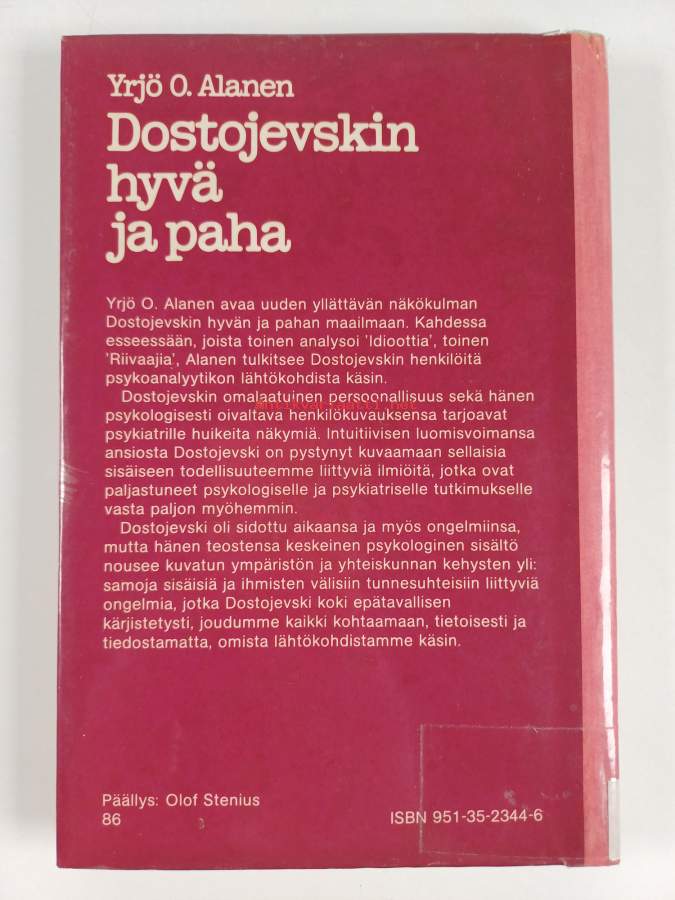 Yrjö O. Alanen
Dostojevskin
hyvä
ja paha
Yrjö O. Alanen avaa uuden yllättävän näkökulman
Dostojevskin hyvän ja pahan maailmaan. Kahdessa
esseessään, joista toinen analysoi 'Idioottia', toinen
'Riivaajia', Alanen tulkitsee Dostojevskin henkilöitä
psykoanalyytikon lähtökohdista käsin.
Dostojevskin omalaatuinen persoonallisuus sekä hänen
antikvariaatti.net
psykologisesti oivaltava henkilökuvauksensa tarjoavat
psykiatrille huikeita näkymiä. Intuitiivisen luomisvoimansa
ansiosta Dostojevski on pystynyt kuvaamaan sellaisia
sisäiseen todellisuuteemme liittyviä ilmiöitä, jotka ovat
paljastuneet psykologiselle ja psykiatriselle tutkimukselle
vasta paljon myöhemmin.
Dostojevski oli sidottu aikaansa ja myös ongelmiinsa,
mutta hänen teostensa keskeinen psykologinen sisältö
nousee kuvatun ympäristön ja yhteiskunnan kehysten yli:
samoja sisäisiä ja ihmisten välisiin tunnesuhteisiin liittyviä
ongelmia, jotka Dostojevski koki epätavallisen
kärjistetysti, joudumme kaikki kohtaamaan, tietoisesti ja
tiedostamatta, omista lähtökohdistamme käsin.
Päällys: Olof Stenius
86
ISBN 951-35-2344-6